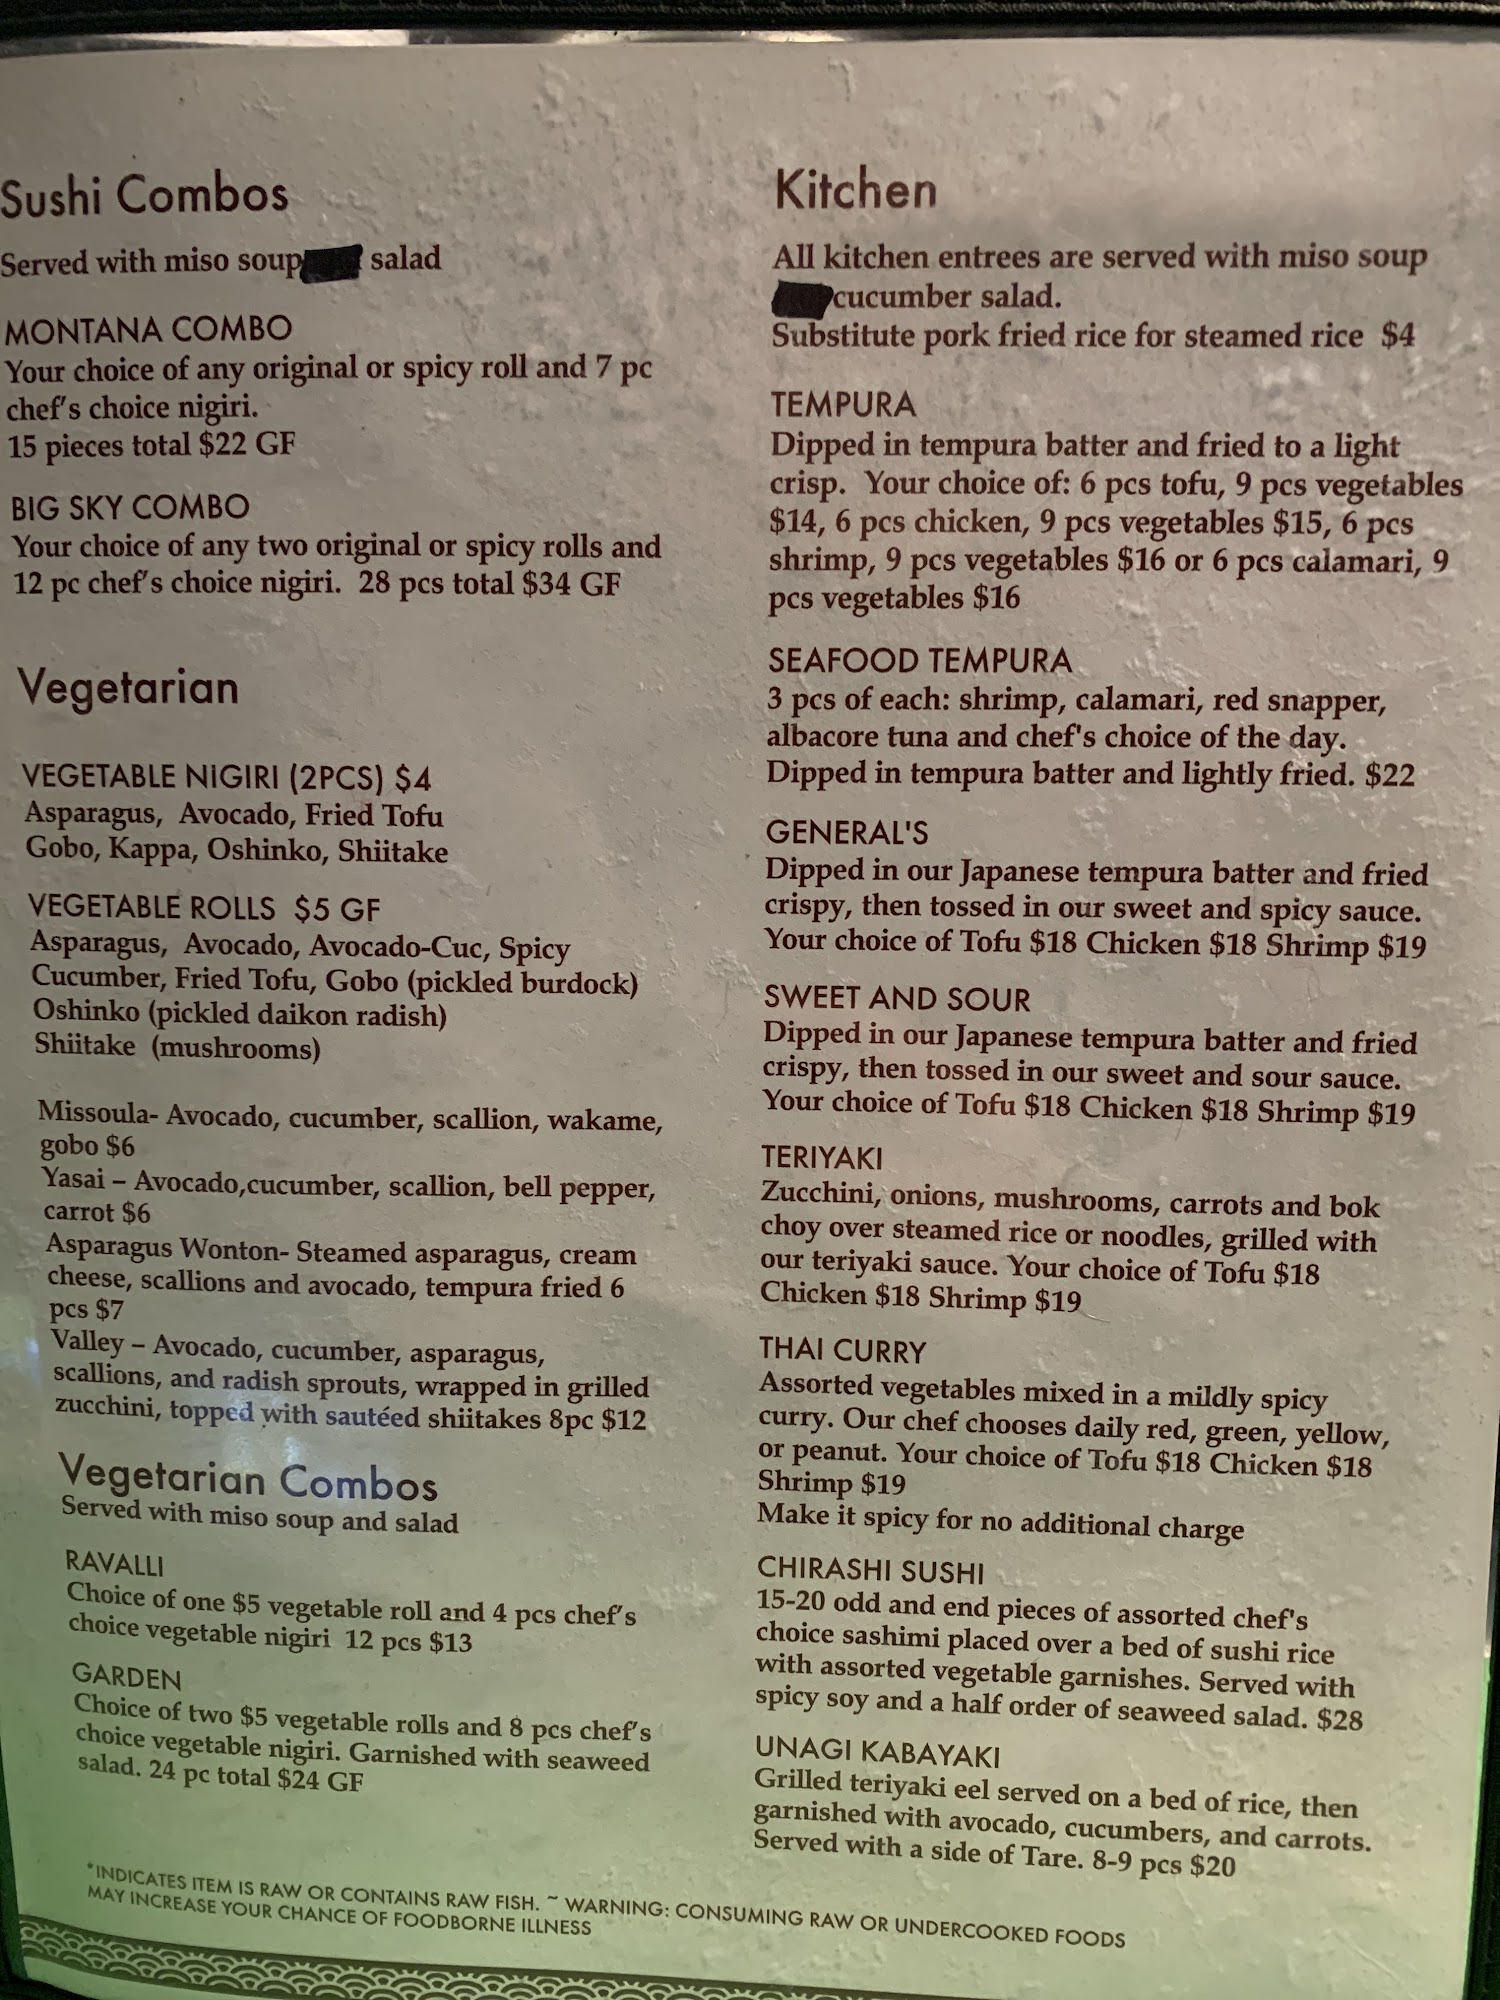 Sushi Combos
Served with miso soup salad
MONTANA COMBO
Your choice of any original or spicy roll and 7 pc
chef's choice nigiri.
15 pieces total $22 GF
BIG SKY COMBO
Your choice of any two original or spicy rolls and
12 pc chef's choice nigiri.  28 pcs total $34 GF
Vegetarian
VEGETABLE NIGIRI (2PCS) $4
Asparagus,  Avocado, Fried Tofu
Gobo, Kappa, Oshinko, Shiitake
VEGETABLE ROLLS  $5 GF
Asparagus,  Avocado, Avocado-Cuc, Spicy
Cucumber, Fried Tofu, Gobo (pickled burdock)
Oshinko (pickled daikon radish)
Shiitake  (mushrooms)
Missoula- Avocado, cucumber, scallion, wakame,
gobo $6
Yasai – Avocado,cucumber, scallion, bell pepper,
carrot $6
Asparagus Wonton- Steamed asparagus, cream
cheese, scallions and avocado, tempura fried 6
pcs $7
Valley – Avocado, cucumber, asparagus,
scallions, and radish sprouts, wrapped in grilled
zucchini, topped with sautéed shiitakes 8pc $12
Vegetarian Combos
Served with miso soup and salad
RAVALLI
Choice of one $5 vegetable roll and 4 pcs chef's
choice vegetable nigiri  12 pcs $13
GARDEN
Choice of two $5 vegetable rolls and 8 pcs chef's
choice vegetable nigiri. Garnished with seaweed
salad. 24 pc total $24 GF
Kitchen
All kitchen entrees are served with miso soup
cucumber salad.
Substitute pork fried rice for steamed rice  $4
TEMPURA
Dipped in tempura batter and fried to a light
crisp.  Your choice of: 6 pcs tofu, 9 pcs vegetables
$14, 6 pcs chicken, 9 pcs vegetables $15, 6 pcs
shrimp, 9 pcs vegetables $16 or 6 pcs calamari, 9
pcs vegetables $16
SEAFOOD TEMPURA
3 pcs of each: shrimp, calamari, red snapper,
albacore tuna and chef's choice of the day.
Dipped in tempura batter and lightly fried. $22
GENERAL'S
Dipped in our Japanese tempura batter and fried
crispy, then tossed in our sweet and spicy sauce.
Your choice of Tofu $18 Chicken $18 Shrimp $19
SWEET AND SOUR
Dipped in our Japanese tempura batter and fried
crispy, then tossed in our sweet and sour sauce.
Your choice of Tofu $18 Chicken $18 Shrimp $19
TERIYAKI
Zucchini, onions, mushrooms, carrots and bok
choy over steamed rice or noodles, grilled with
our teriyaki sauce. Your choice of Tofu $18
Chicken $18 Shrimp $19
THAI CURRY
Assorted vegetables mixed in a mildly spicy
curry. Our chef chooses daily red, green, yellow,
or peanut. Your choice of Tofu $18 Chicken $18
Shrimp $19
Make it spicy for no additional charge
CHIRASHI SUSHI
15-20 odd and end pieces of assorted chef's
choice sashimi placed over a bed of sushi rice
with assorted vegetable garnishes. Served with
spicy soy and a half order of seaweed salad. $28
UNAGI KABAYAKI
Grilled teriyaki eel served on a bed of rice, then
garnished with avocado, cucumbers, and carrots.
Served with a side of Tare. 8-9 pcs $20
*INDICATES ITEM IS RAW OR CONTAINS RAW FISH. ~ WARNING: CONSUMING RAW OR UNDERCOOKED FOODS
MAY INCREASE YOUR CHANCE OF FOODBORNE ILLNESS